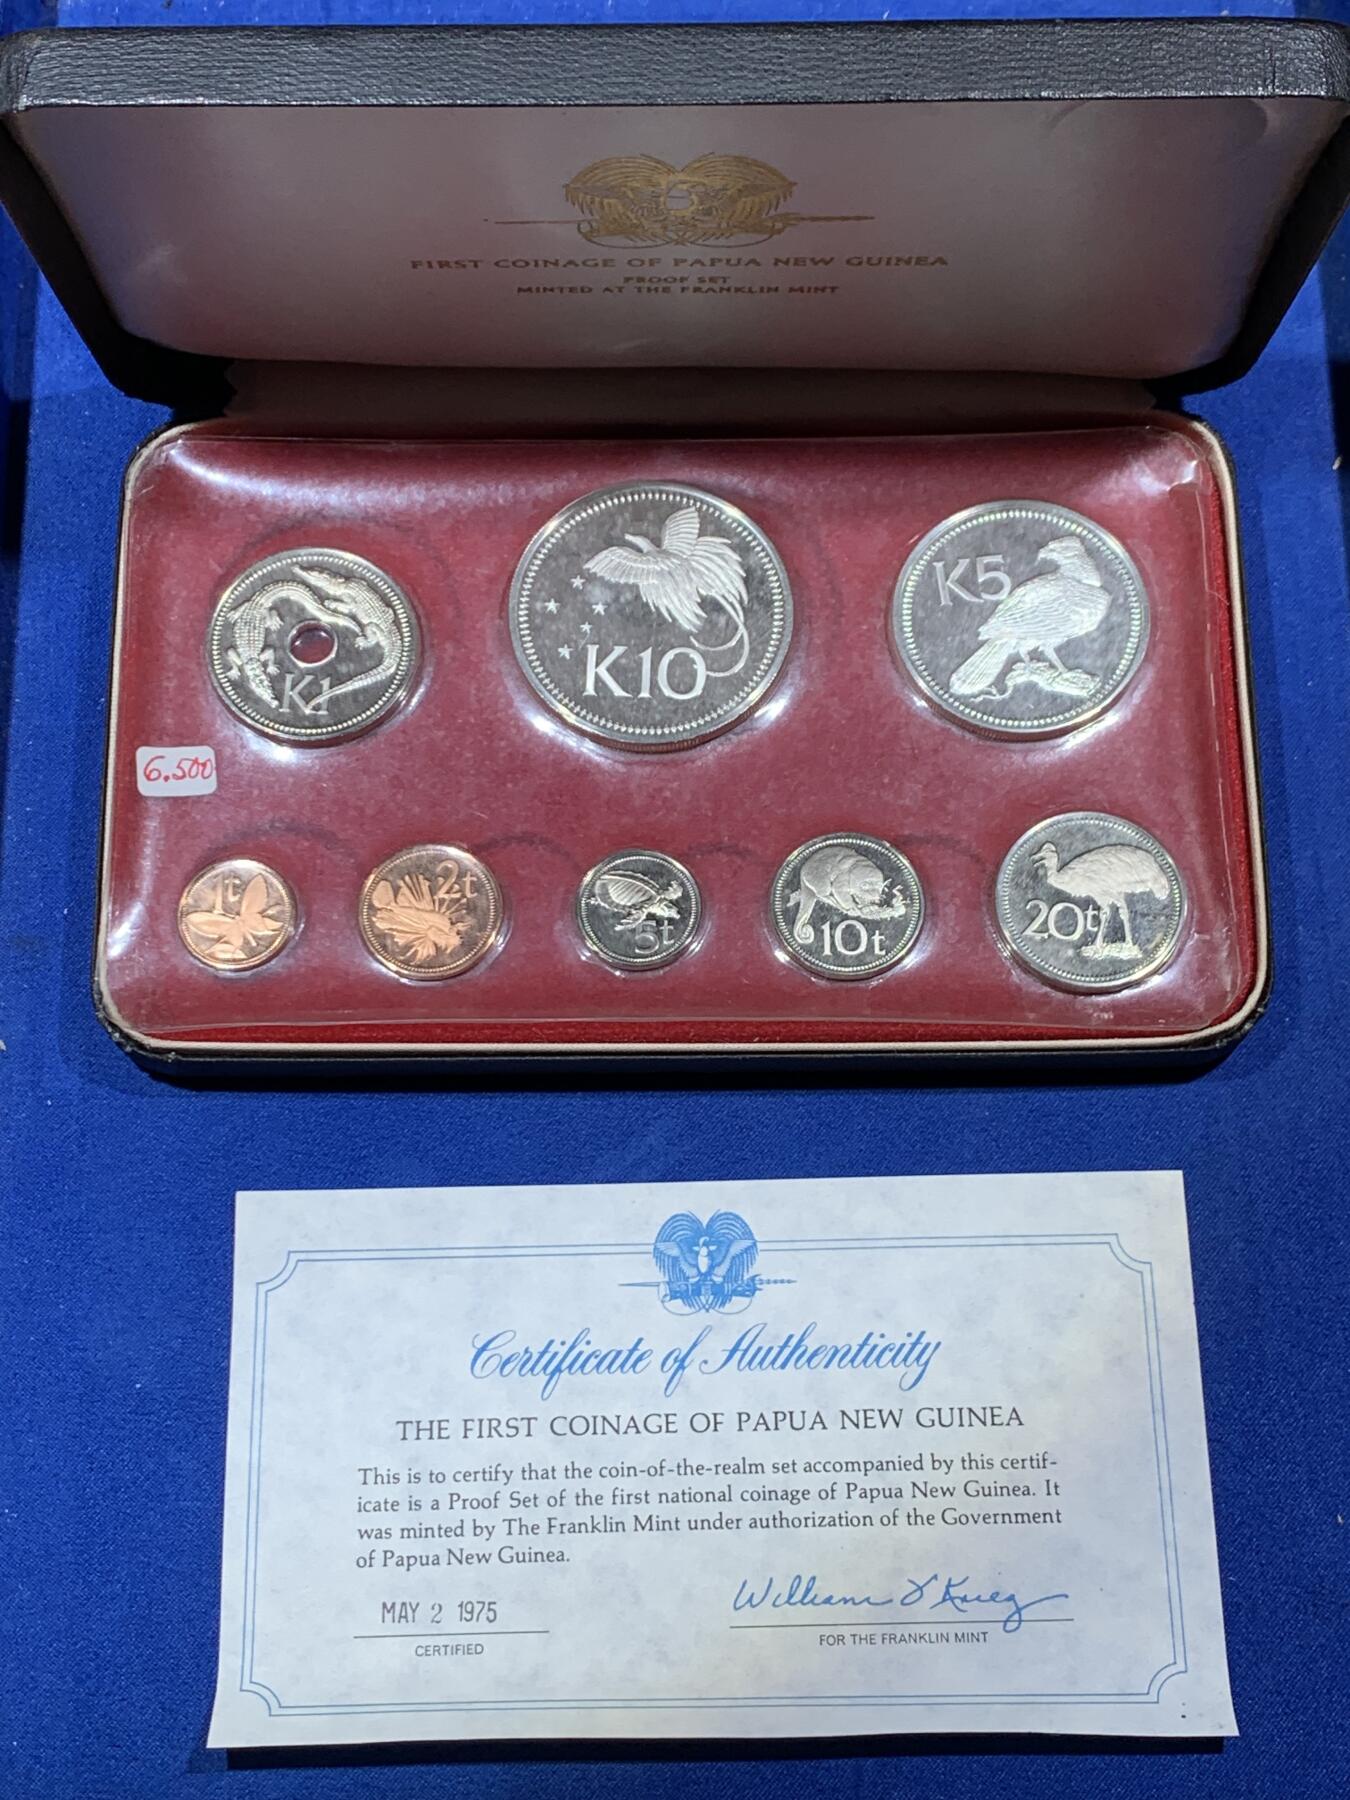 FIRST COINAGE OF PAPUA NEW GUINEA
PROOF SET
MINTED AT THE FRANKLIN MINT
K1
K10
K5
6.500
1t
2t
5t
10t
20t
Certificate of Authenticity
THE FIRST COINAGE OF PAPUA NEW GUINEA
This is to certify that the coin-of-the-realm set accompanied by this certif-
icate is a Proof Set of the first national coinage of Papua New Guinea. It
was minted by The Franklin Mint under authorization of the Government
of Papua New Guinea.
MAY 2 1975
CERTIFIED
William J Krieg
FOR THE FRANKLIN MINT